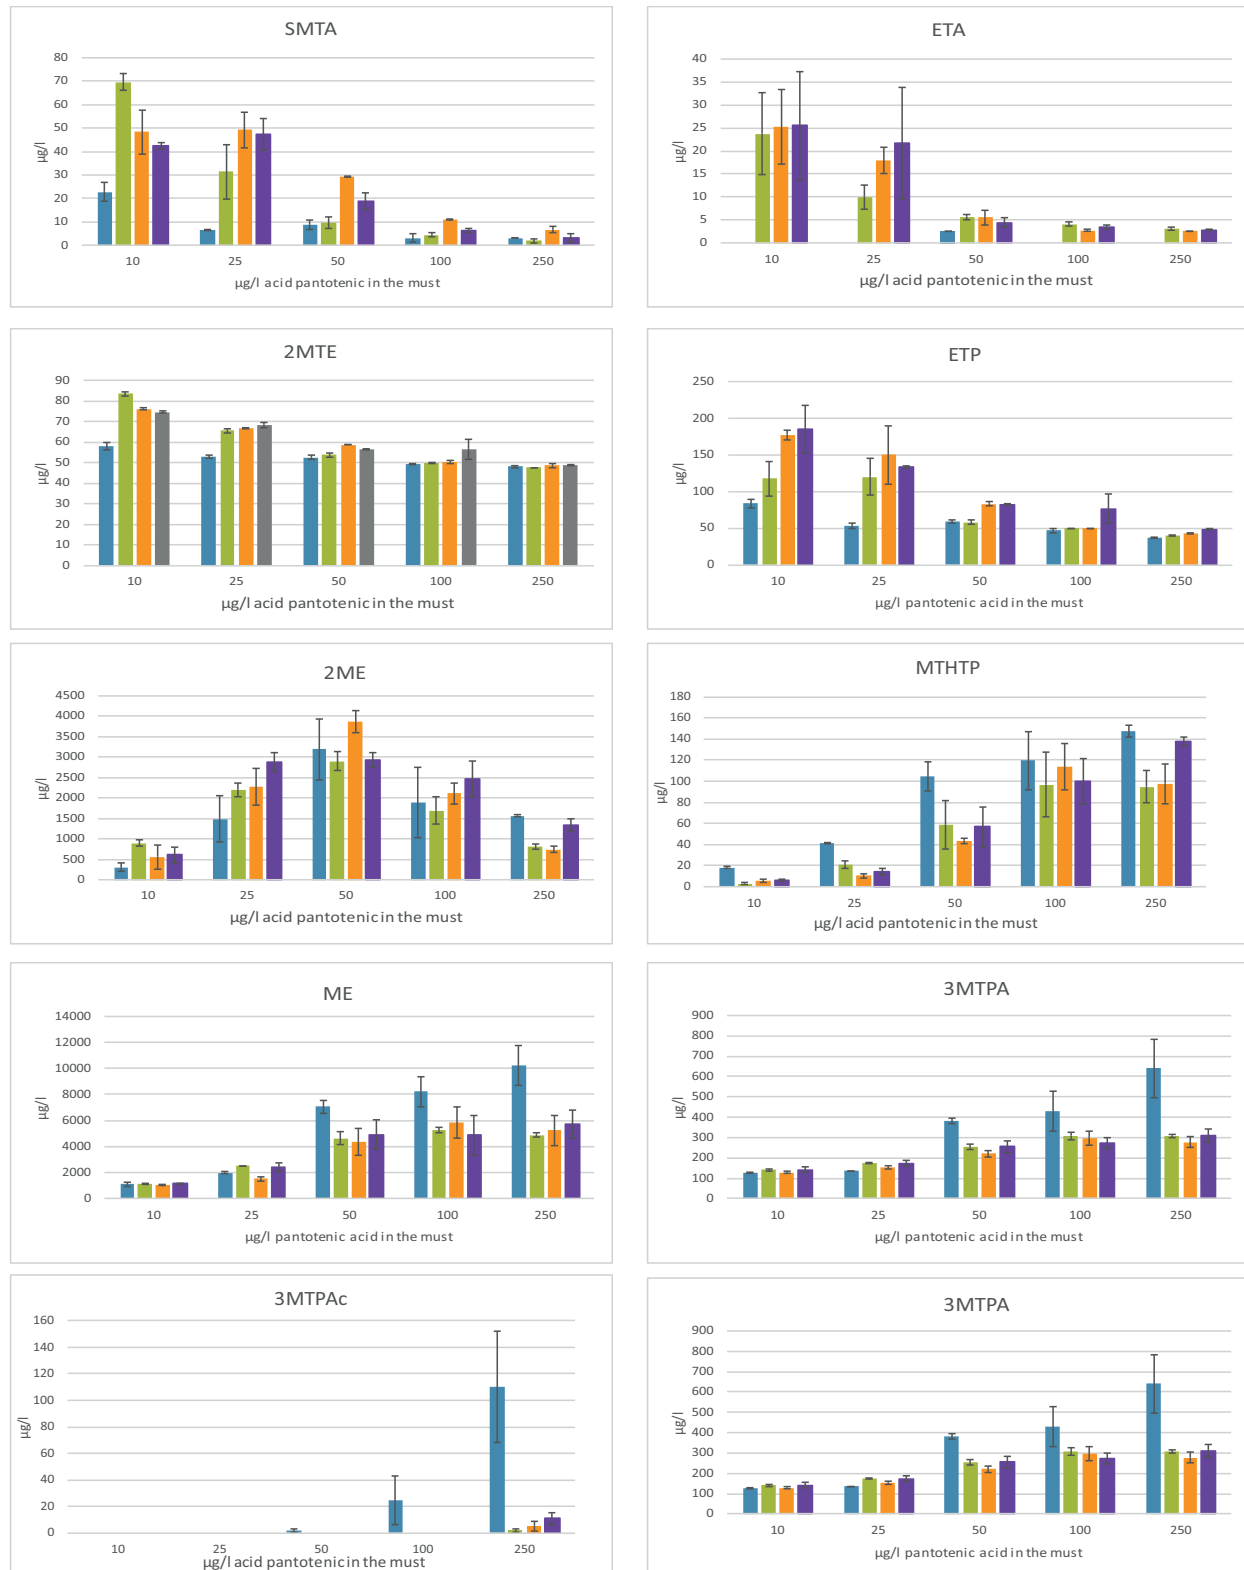 SMTA
80
70
60
50
40
30
20
10
0
µg/l
10 25 50 100 250
µg/l acid pantotenic in the must
ETA
40
35
30
25
20
15
10
5
0
µg/l
10 25 50 100 250
µg/l acid pantotenic in the must
2MTE
90
80
70
60
50
40
30
20
10
0
µg/l
10 25 50 100 250
µg/l acid pantotenic in the must
ETP
250
200
150
100
50
0
µg/l
10 25 50 100 250
µg/l pantotenic acid in the must
2ME
4500
4000
3500
3000
2500
2000
1500
1000
500
0
µg/l
10 25 50 100 250
µg/l acid pantotenic in the must
MTHTP
180
160
140
120
100
80
60
40
20
0
µg/l
10 25 50 100 250
µg/l acid pantotenic in the must
ME
14000
12000
10000
8000
6000
4000
2000
0
µg/l
10 25 50 100 250
µg/l pantotenic acid in the must
3MTPA
900
800
700
600
500
400
300
200
100
0
µg/l
10 25 50 100 250
µg/l pantotenic acid in the must
3MTPAc
160
140
120
100
80
60
40
20
0
µg/l
10 25 50 100 250
µg/l acid pantotenic in the must
3MTPA
900
800
700
600
500
400
300
200
100
0
µg/l
10 25 50 100 250
µg/l pantotenic acid in the must